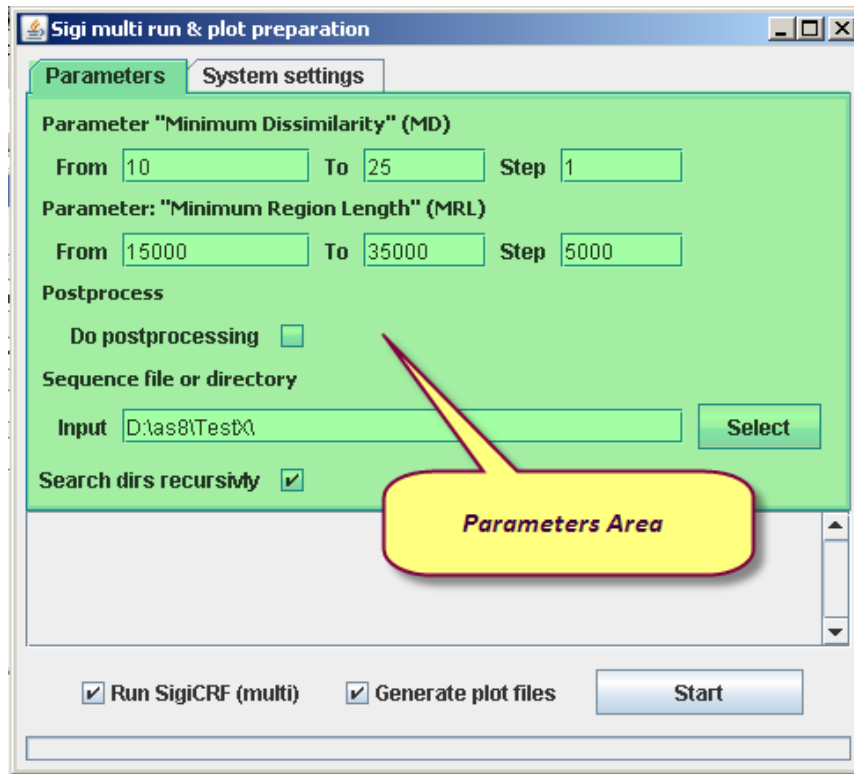 Sigi multi run & plot preparation
Parameters System settings
Parameter "Minimum Dissimilarity" (MD)
From 10 To 25 Step 1
Parameter: "Minimum Region Length" (MRL)
From 15000 To 35000 Step 5000
Postprocess
Do postprocessing
Sequence file or directory
Input D:\as8\TestX\ Select
Search dirs recursivly
Parameters Area
Run SigiCRF (multi) Generate plot files Start